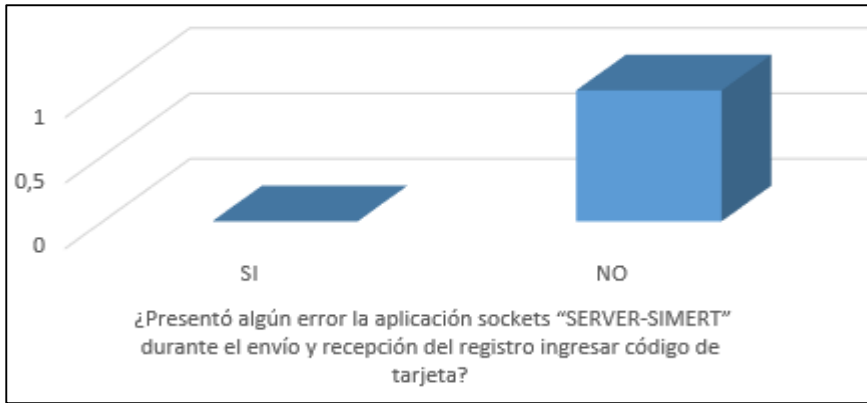 1
0,5
0
SI
NO
¿Presentó algún error la aplicación sockets “SERVER-SIMERT”
durante el envío y recepción del registro ingresar código de
tarjeta?